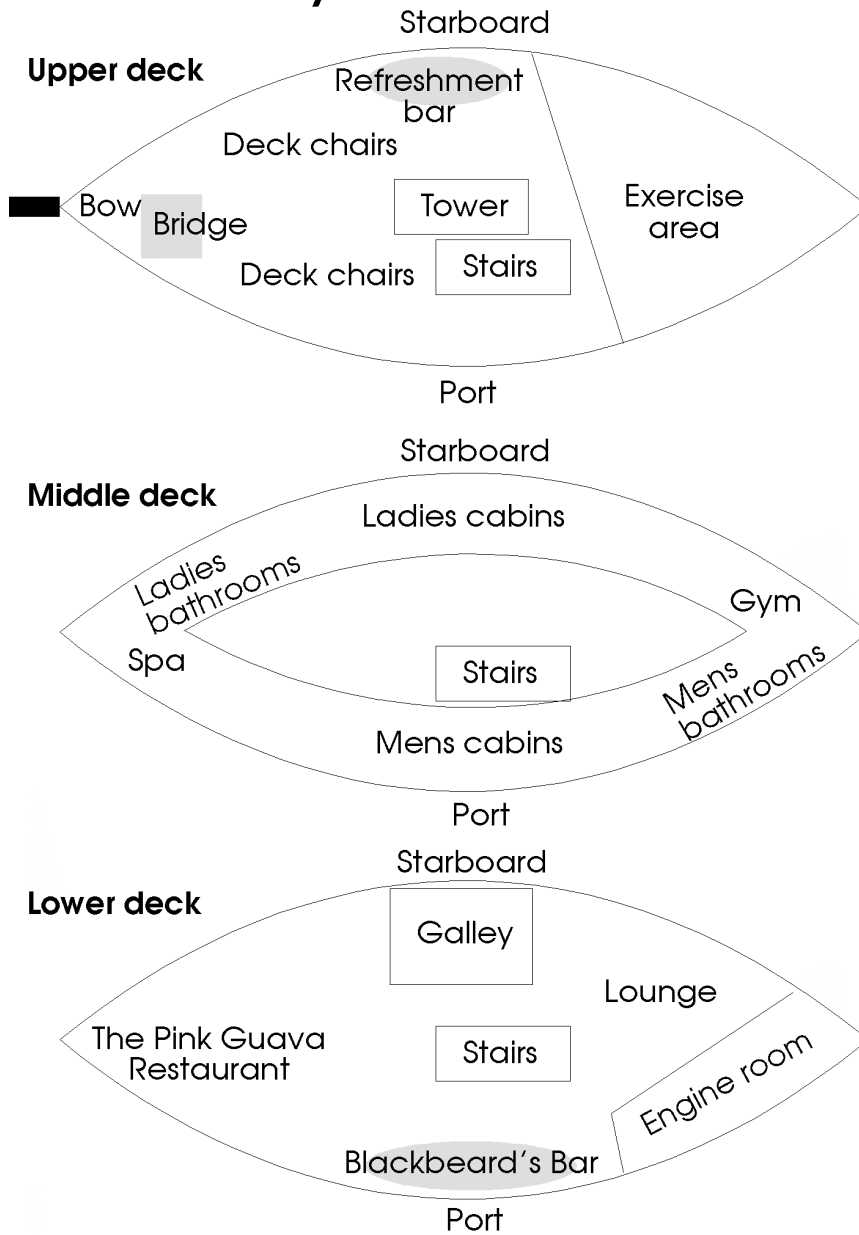 Starboard
Upper deck
Refreshment
bar
Deck chairs
Bow
Bridge
Tower
Exercise
area
Deck chairs
Stairs
Port
Starboard
Middle deck
Ladies cabins
Ladies
bathrooms
Gym
Spa
Stairs
Mens
bathrooms
Mens cabins
Port
Starboard
Lower deck
Galley
Lounge
The Pink Guava
Restaurant
Stairs
Engine room
Blackbeard's Bar
Port